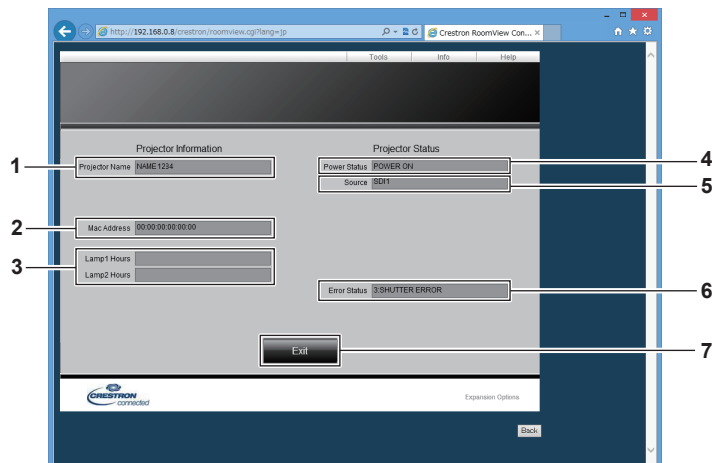 http://192.168.0.8/crestron/roomview.cgi?lang=jp
Crestron RoomView Con...
Tools Info Help
Projector Information Projector Status
1 Projector Name NAME1234 Power Status POWER ON 4
Source SDI1 5
2 Mac Address 00:00:00:00:00:00
3 Lamp1 Hours
Lamp2 Hours
Error Status 3:SHUTTER ERROR 6
Exit 7
CRESTRON
connected
Expansion Options
Back